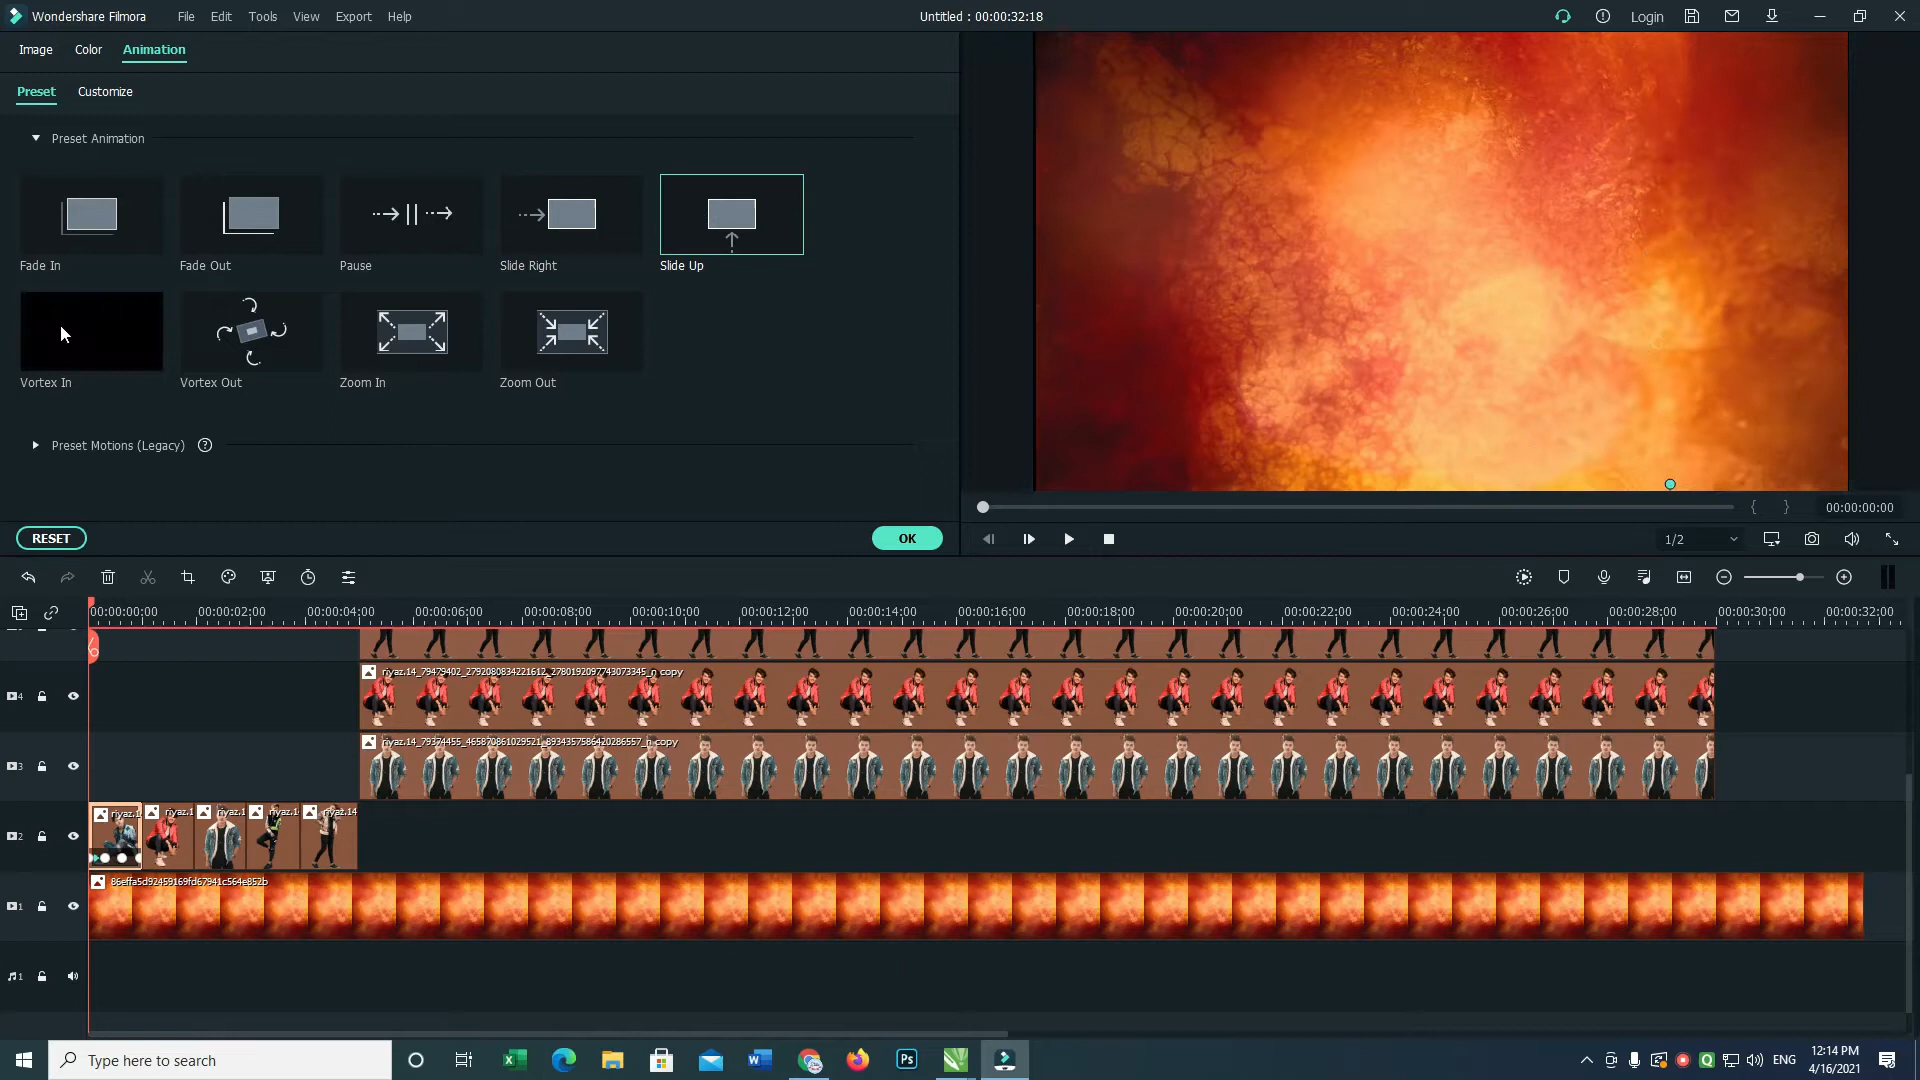 Wondershare Filmora File Edit Tools View Export Help Untitled : 00:00:32:18 Login
Image Color Animation
Preset Customize
Preset Animation
Fade In Fade Out Pause Slide Right Slide Up
Vortex In Vortex Out Zoom In Zoom Out
Preset Motions (Legacy) ?
{ } 00:00:00:00
RESET OK 1/2
00:00:00:00 00:00:02:00 00:00:04:00 00:00:06:00 00:00:08:00 00:00:10:00 00:00:12:00 00:00:14:00 00:00:16:00 00:00:18:00 00:00:20:00 00:00:22:00 00:00:24:00 00:00:26:00 00:00:28:00 00:00:30:00 00:00:32:00
riyaz.14_79479402_2792080834221612_2780192097743073345_n copy
4
riyaz.14_79374455_465870861029521_8934357586420286557_n copy
3
riyaz.1 riyaz.1 riyaz.1 riyaz.1 riyaz.14
2
86effa5d92459169fd67941c564e852b
1
1
Type here to search ENG 12:14 PM
4/16/2021